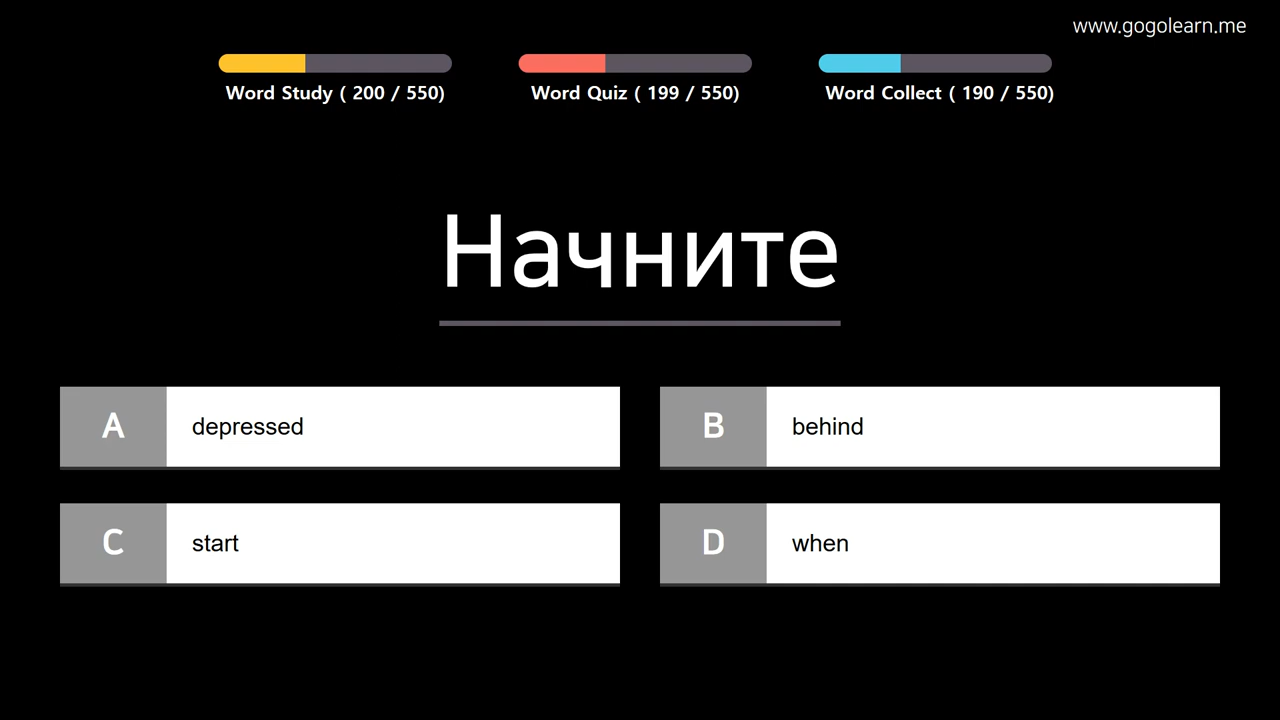 www.gogolearn.me
Word Study ( 200 / 550)
Word Quiz ( 199 / 550)
Word Collect ( 190 / 550)
Начните
A depressed
B behind
C start
D when